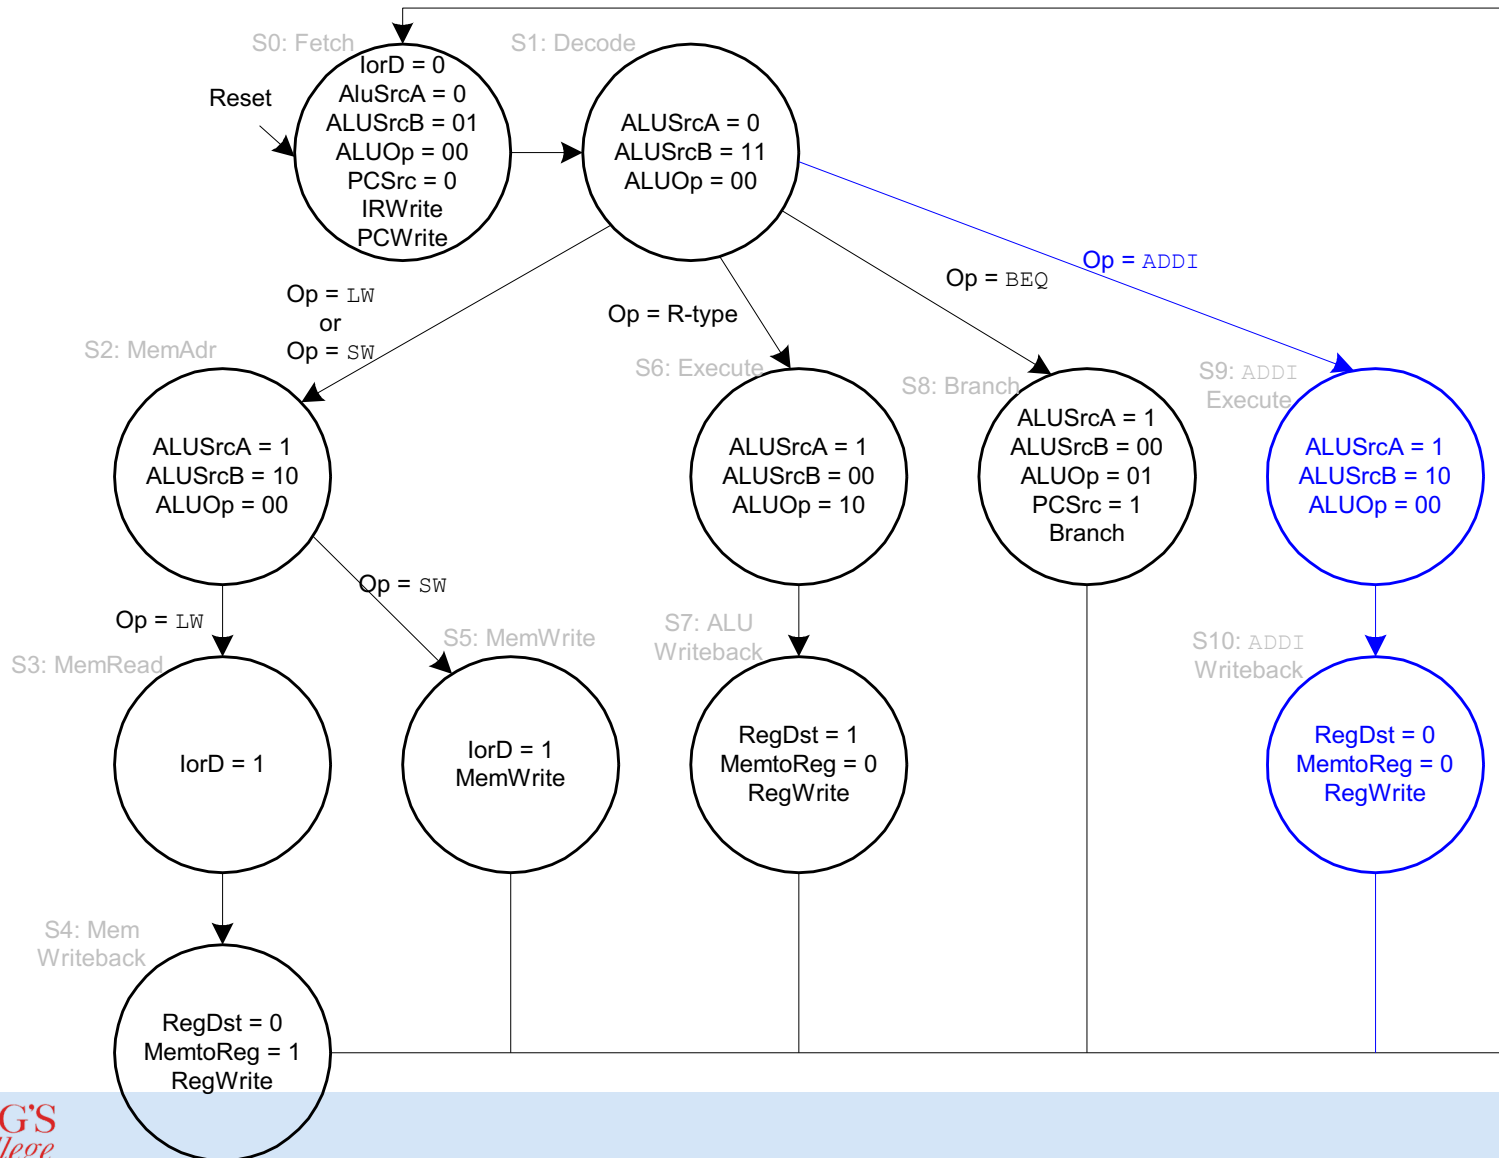 S0: Fetch
S1: Decode
Reset
IorD = 0
AluSrcA = 0
ALUSrcB = 01
ALUOp = 00
PCSrc = 0
IRWrite
PCWrite
ALUSrcA = 0
ALUSrcB = 11
ALUOp = 00
Op = LW
or
Op = SW
Op = R-type
Op = BEQ
Op = ADDI
S2: MemAdr
ALUSrcA = 1
ALUSrcB = 10
ALUOp = 00
S6: Execute
ALUSrcA = 1
ALUSrcB = 00
ALUOp = 10
S8: Branch
ALUSrcA = 1
ALUSrcB = 00
ALUOp = 01
PCSrc = 1
Branch
S9: ADDI
Execute
ALUSrcA = 1
ALUSrcB = 10
ALUOp = 00
Op = LW
Op = SW
S3: MemRead
IorD = 1
S5: MemWrite
IorD = 1
MemWrite
S7: ALU
Writeback
RegDst = 1
MemtoReg = 0
RegWrite
S10: ADDI
Writeback
RegDst = 0
MemtoReg = 0
RegWrite
S4: Mem
Writeback
RegDst = 0
MemtoReg = 1
RegWrite
G'S
llege